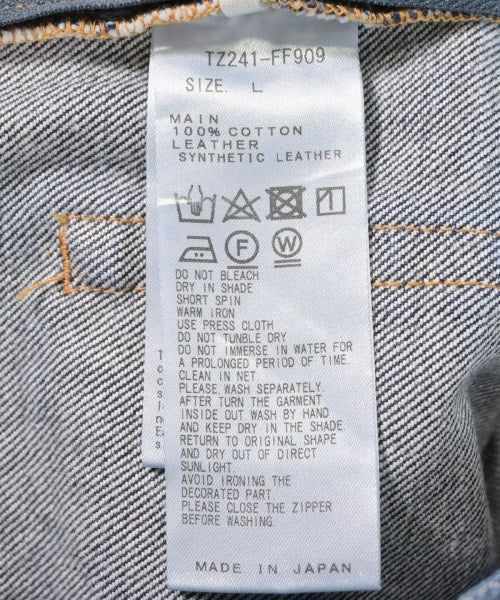 TZ241-FF909
SIZE. L
MAIN
100% COTTON
LEATHER
SYNTHETIC LEATHER
F W
DO NOT BLEACH
DRY IN SHADE
SHORT SPIN
WARM IRON
USE PRESS CLOTH
DO NOT TUNBLE DRY
DO NOT IMMERSE IN WATER FOR
A PROLONGED PERIOD OF TIME.
CLEAN IN NET
PLEASE WASH SEPARATELY.
AFTER TURN THE GARMENT
INSIDE OUT WASH BY HAND
AND KEEP DRY IN THE SHADE
RETURN TO ORIGINAL SHAPE
AND DRY OUT OF DIRECT
SUNLIGHT.
AVOID IRONING THE
DECORATED PART.
PLEASE CLOSE THE ZIPPER
BEFORE WASHING.
MADE IN JAPAN